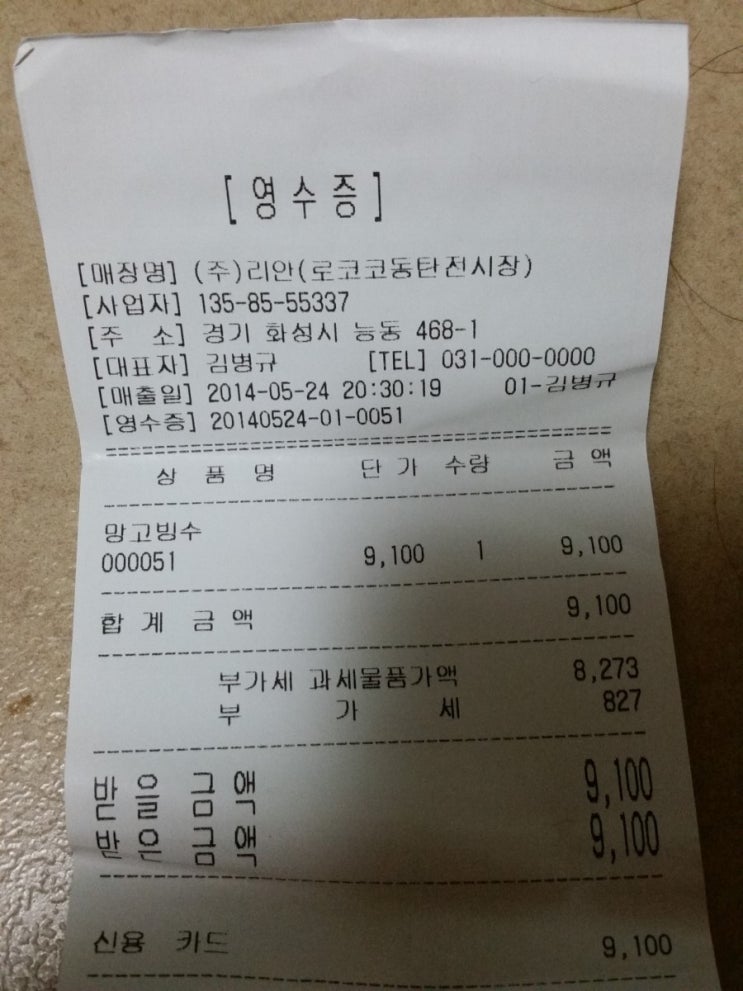 [영수증]
[매장명] (주)리안(로코코동탄전시장)
[사업자] 135-85-55337
[주 소] 경기 화성시 능동 468-1
[대표자] 김병규 [TEL] 031-000-0000
[매출일] 2014-05-24 20:30:19 01-김병규
[영수증] 20140524-01-0051
상 품 명 단 가 수량 금 액
망고빙수
000051 9,100 1 9,100
합 계 금 액 9,100
부가세 과세물품가액 8,273
부 가 세 827
받 을 금 액 9,100
받 은 금 액 9,100
신용 카드 9,100